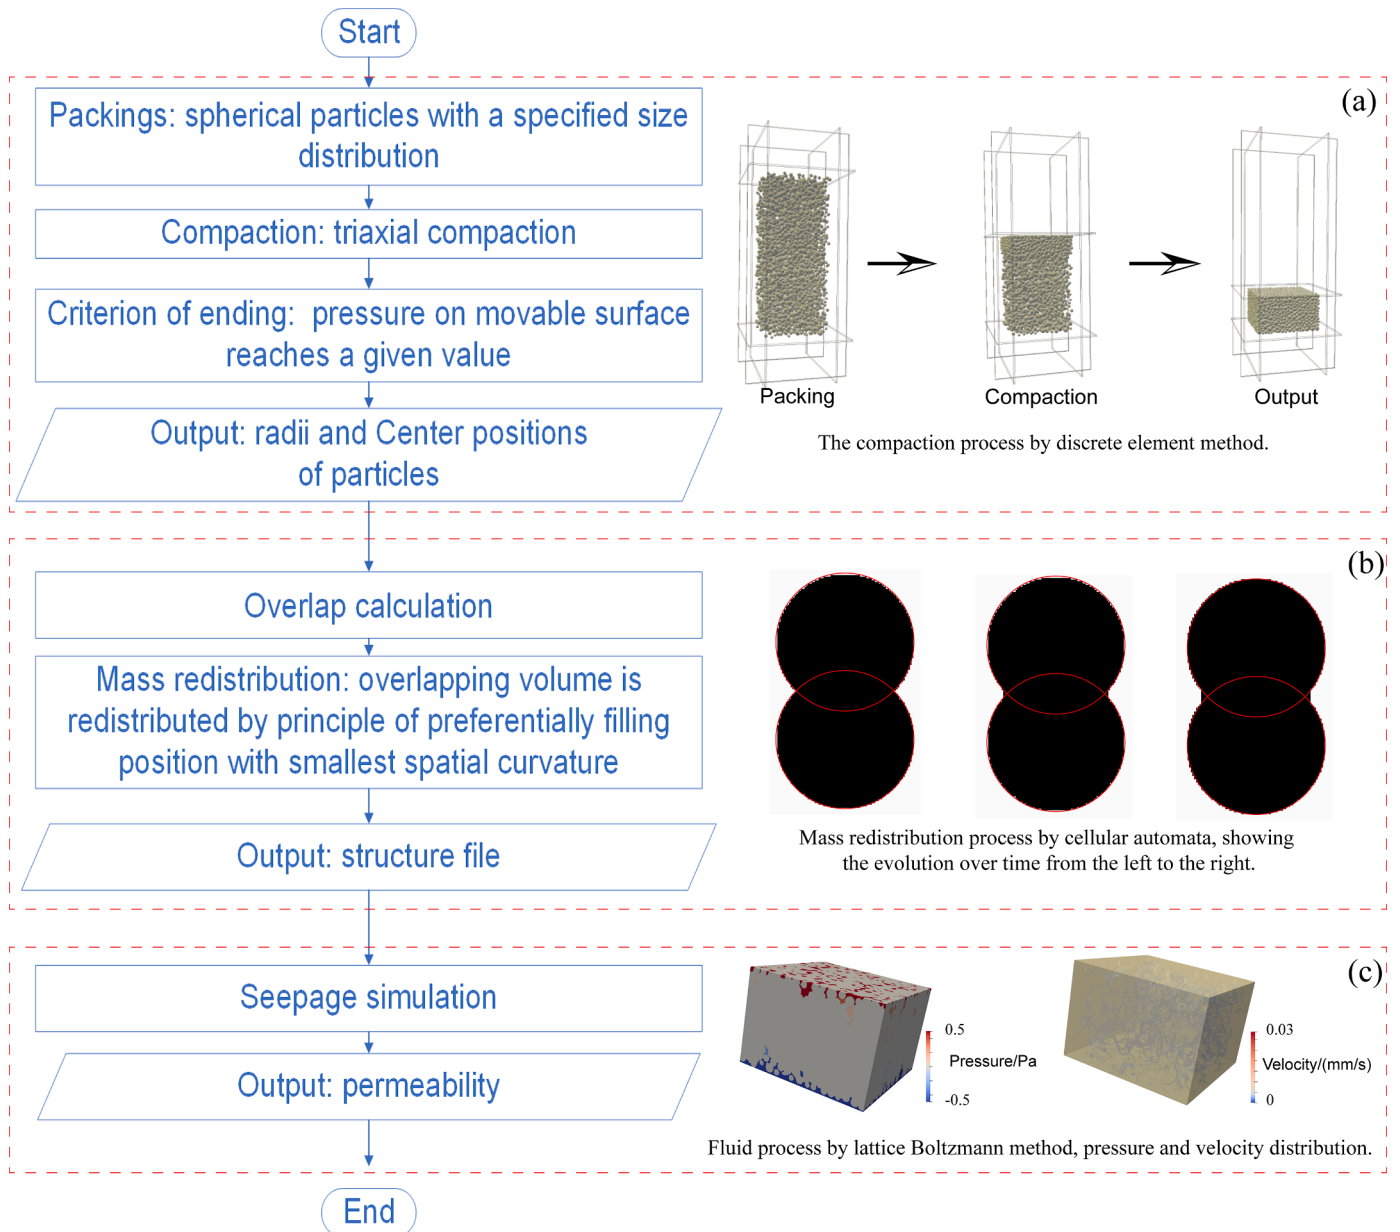 Start
(a)
Packings: spherical particles with a specified size
distribution
Compaction: triaxial compaction
Criterion of ending:  pressure on movable surface
reaches a given value
Output: radii and Center positions
of particles
Packing
Compaction
Output
The compaction process by discrete element method.
(b)
Overlap calculation
Mass redistribution: overlapping volume is
redistributed by principle of preferentially filling
position with smallest spatial curvature
Output: structure file
Mass redistribution process by cellular automata, showing
the evolution over time from the left to the right.
(c)
Seepage simulation
Output: permeability
0.5
Pressure/Pa
-0.5
0.03
Velocity/(mm/s)
0
Fluid process by lattice Boltzmann method, pressure and velocity distribution.
End